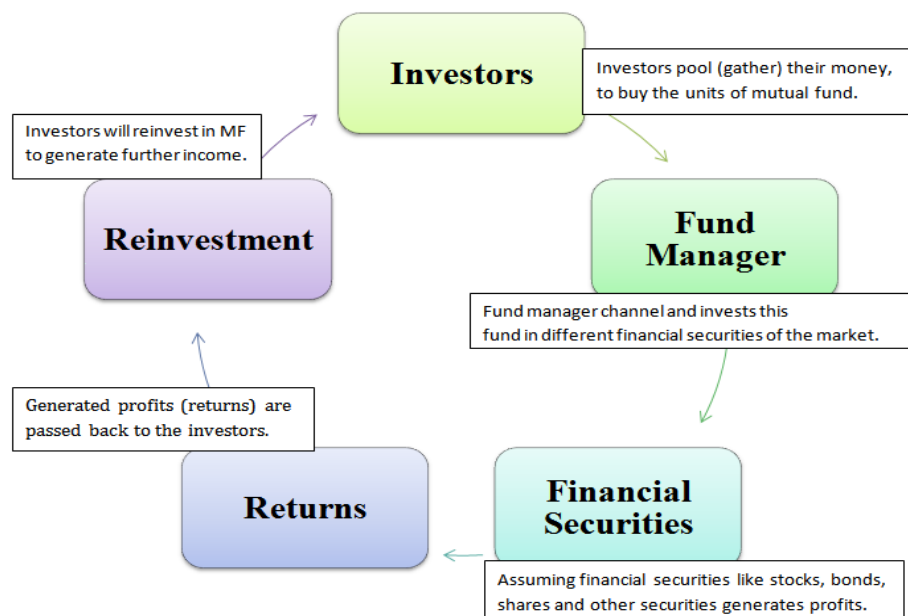 Investors
Investors pool (gather) their money,
to buy the units of mutual fund.
Fund
Manager
Fund manager channel and invests this
fund in different financial securities of the market.
Financial
Securities
Assuming financial securities like stocks, bonds,
shares and other securities generates profits.
Returns
Generated profits (returns) are
passed back to the investors.
Reinvestment
Investors will reinvest in MF
to generate further income.